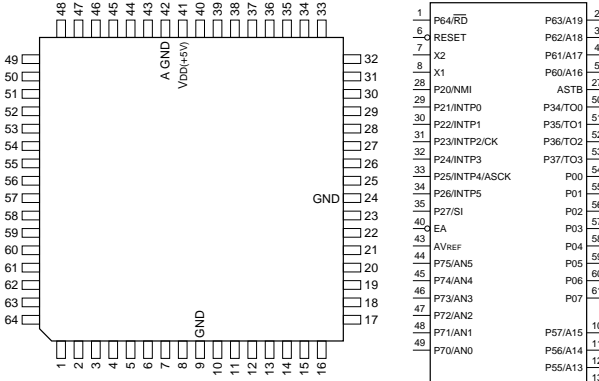 48 47 46 45 44 43 42 41 40 39 38 37 36 35 34 33
A GND
VDD(+5V)
49 32
50 31
51 30
52 29
53 28
54 27
55 26
56 25
57 GND 24
58 23
59 22
60 21
61 20
62 19
63 18
64 17
GND
1 2 3 4 5 6 7 8 9 10 11 12 13 14 15 16
1 P64/RD P63/A19 2
6 RESET P62/A18 3
7 X2 P61/A17 4
8 X1 P60/A16 5
28 P20/NMI ASTB 27
29 P21/INTP0 P34/TO0 50
30 P22/INTP1 P35/TO1 51
31 P23/INTP2/CK P36/TO2 52
32 P24/INTP3 P37/TO3 53
33 P25/INTP4/ASCK P00 54
34 P26/INTP5 P01 55
35 P27/SI P02 56
40 EA P03 57
43 AVREF P04 58
44 P75/AN5 P05 59
45 P74/AN4 P06 60
46 P73/AN3 P07 61
47 P72/AN2
48 P71/AN1 P57/A15 10
49 P70/AN0 P56/A14 11
P55/A13 12
13